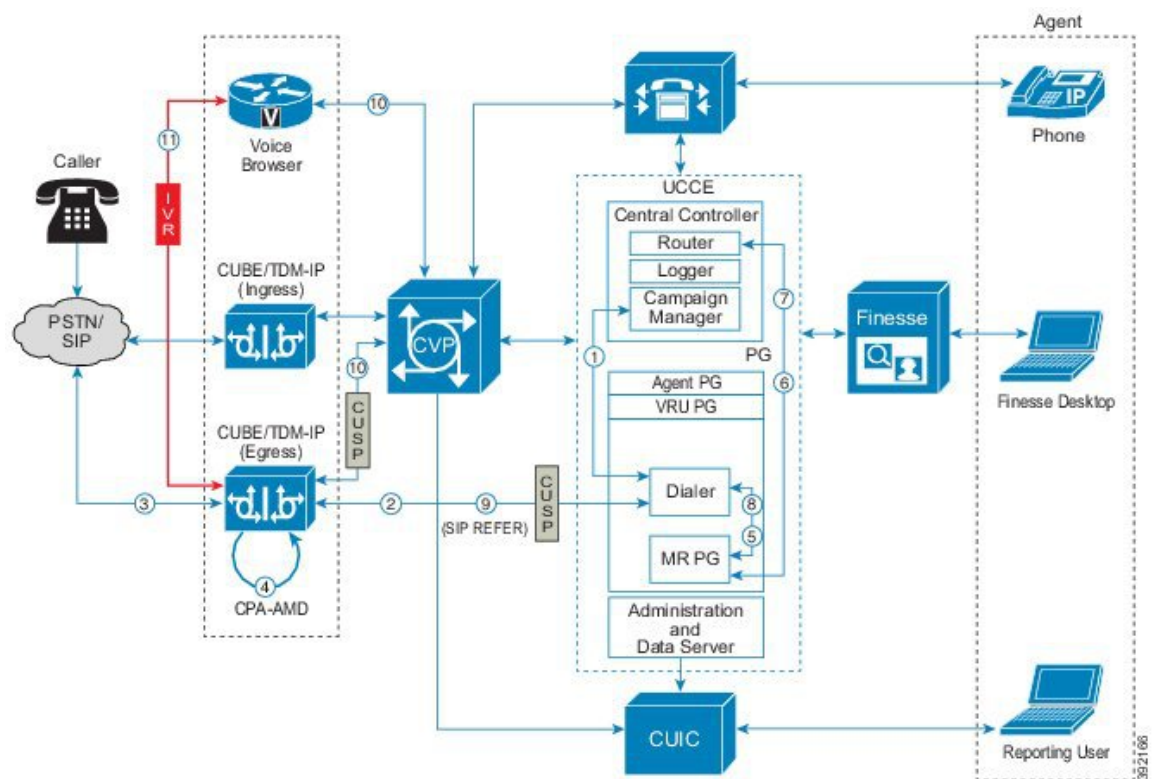 Agent
10
V
Voice
Browser
IP
Phone
11
Caller
IVR
UCCE
Central Controller
Router
Logger
Campaign
Manager
CUBE/TDM-IP
(Ingress)
PSTN/
SIP
CVP
7
Finesse
1
PG
10
6
Agent PG
VRU PG
Finesse Desktop
CUSP
CUBE/TDM-IP
(Egress)
Dialer
3
2
9
(SIP REFER)
CUSP
8
5
MR PG
4
CPA-AMD
Administration
and
Data Server
CUIC
Reporting User
392166